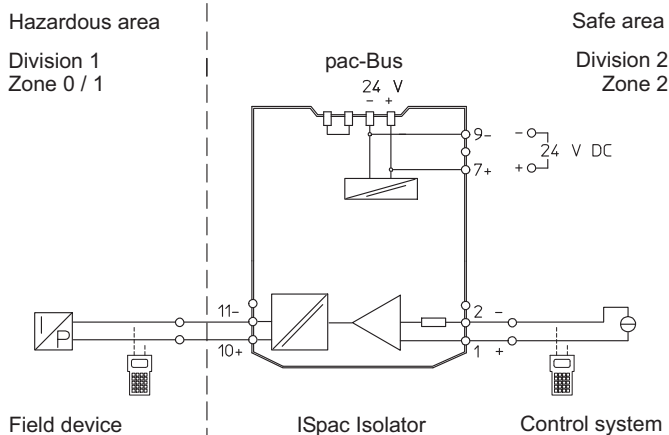 Hazardous area
Safe area
Division 1
Zone 0 / 1
pac-Bus
Division 2
Zone 2
24 V
- +
9-
-
24 V DC
7+
+
I
P
11-
10+
2 -
1 +
Field device
ISpac Isolator
Control system